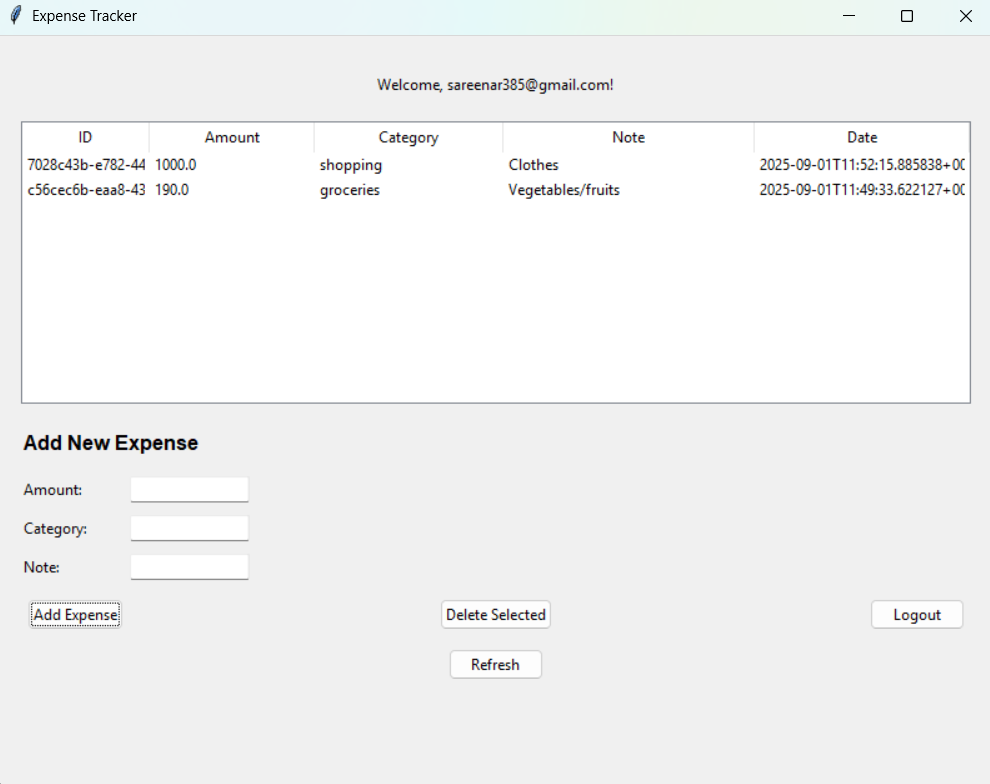 Expense Tracker
Welcome, sareenar385@gmail.com!
ID Amount Category Note Date
7028c43b-e782-44 1000.0 shopping Clothes 2025-09-01T11:52:15.885838+00
c56cec6b-eaa8-43 190.0 groceries Vegetables/fruits 2025-09-01T11:49:33.622127+00
Add New Expense
Amount:
Category:
Note:
Add Expense Delete Selected Logout
Refresh